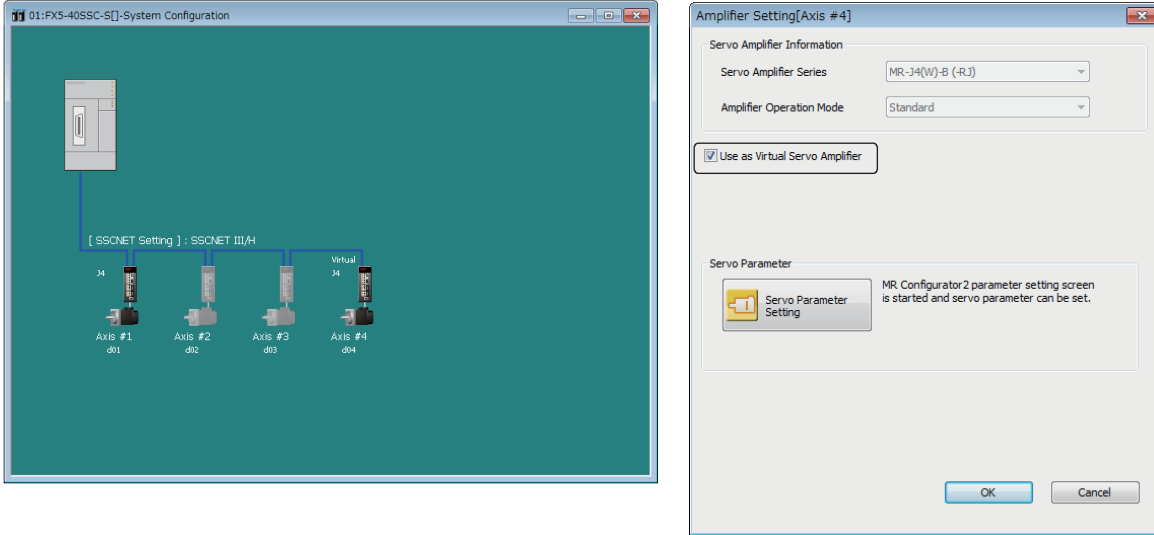 01:FX5-40SSC-S[]-System Configuration
[ SSCNET Setting ] : SSCNET III/H
Virtual
J4
J4
Axis #1
Axis #2
Axis #3
Axis #4
d01
d02
d03
d04
Amplifier Setting[Axis #4]
Servo Amplifier Information
Servo Amplifier Series
MR-J4(W)-B (-RJ)
Amplifier Operation Mode
Standard
Use as Virtual Servo Amplifier
Servo Parameter
Servo Parameter
Setting
MR Configurator2 parameter setting screen
is started and servo parameter can be set.
OK
Cancel